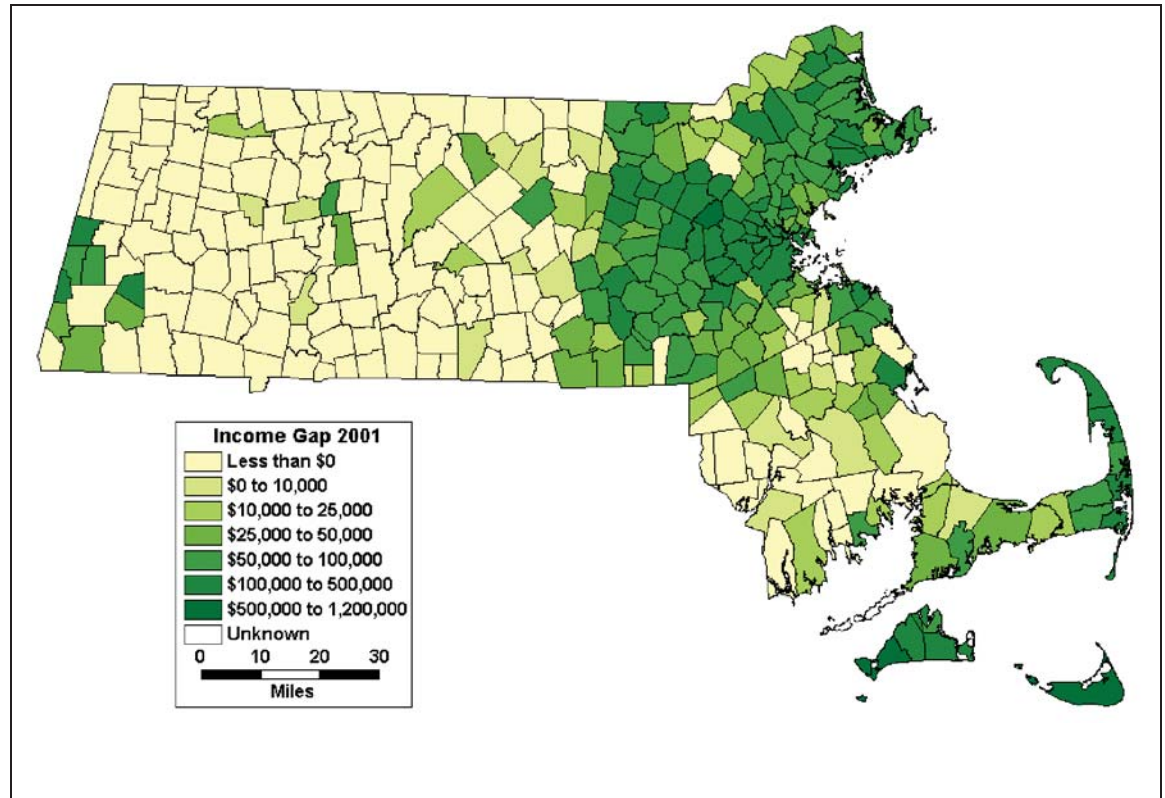 Income Gap 2001
Less than $0
$0 to 10,000
$10,000 to 25,000
$25,000 to 50,000
$50,000 to 100,000
$100,000 to 500,000
$500,000 to 1,200,000
Unknown
0 10 20 30
Miles